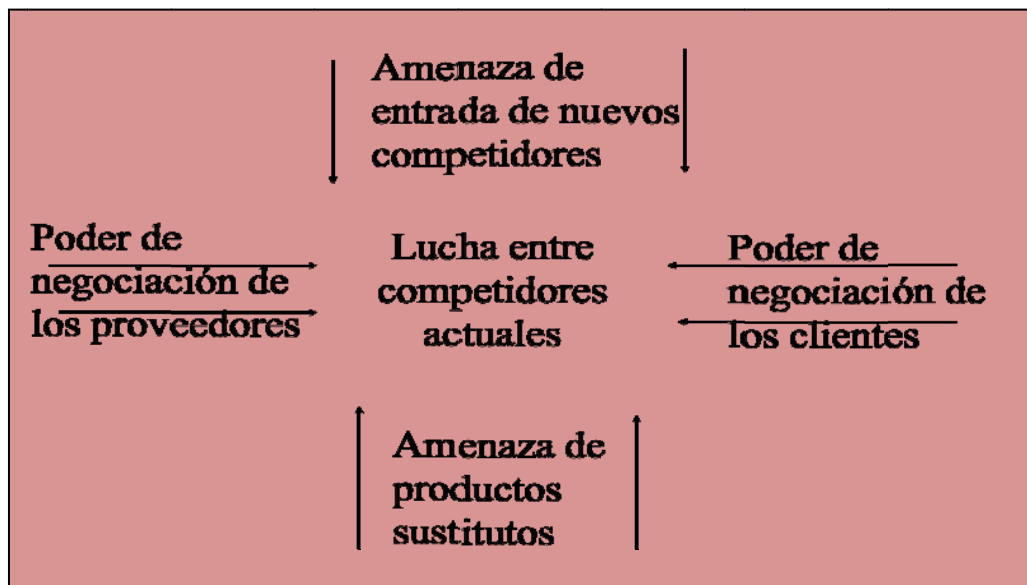 Amenaza de
entrada de nuevos
competidores
Poder de
negociación de
los proveedores
Lucha entre
competidores
actuales
Poder de
negociación de
los clientes
Amenaza de
productos
sustitutos